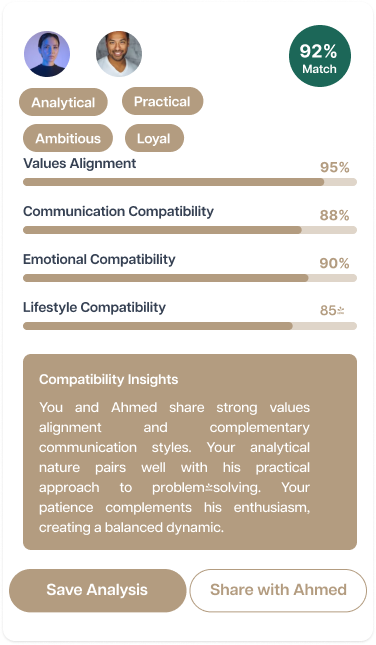 92%
Match
Analytical
Practical
Ambitious
Loyal
Values Alignment
95%
Communication Compatibility
88%
Emotional Compatibility
90%
Lifestyle Compatibility
85
Compatibility Insights
You and Ahmed share strong values
alignment and complementary
communication styles. Your analytical
nature pairs well with his practical
approach to problem⸓solving. Your
patience complements his enthusiasm,
creating a balanced dynamic.
Save Analysis
Share with Ahmed